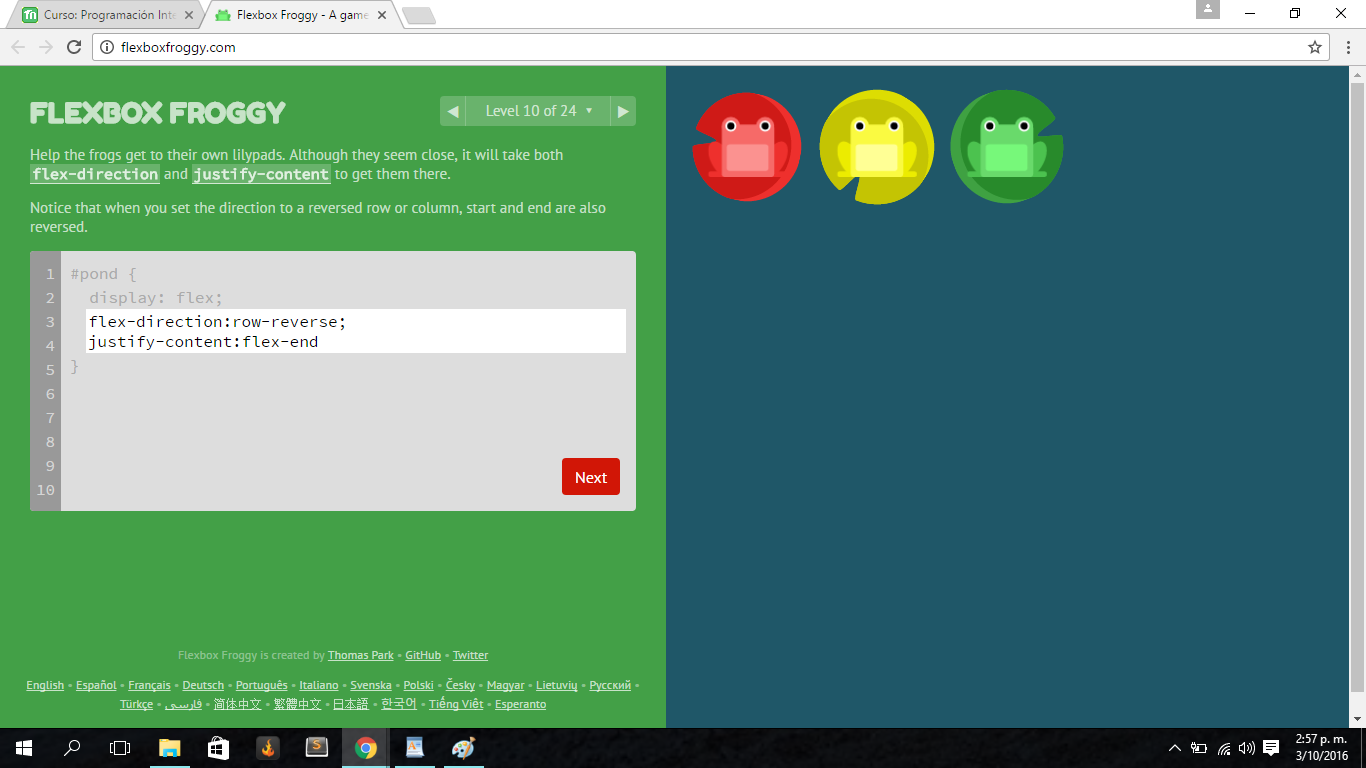 Curso: Programación Inte
Flexbox Froggy - A game
flexboxfroggy.com
FLEXBOX FROGGY
Level 10 of 24
Help the frogs get to their own lilypads. Although they seem close, it will take both
flex-direction and justify-content to get them there.
Notice that when you set the direction to a reversed row or column, start and end are also
reversed.
1 #pond {
2 display: flex;
3 flex-direction:row-reverse;
4 justify-content:flex-end
5 }
6
7
8
9
10
Next
Flexbox Froggy is created by Thomas Park • GitHub • Twitter
English • Español • Français • Deutsch • Português • Italiano • Svenska • Polski • Česky • Magyar • Lietuvių • Русский •
Türkçe • فارسی • 简体中文 • 繁體中文 • 日本語 • 한국어 • Tiếng Việt • Esperanto
2:57 p. m.
3/10/2016